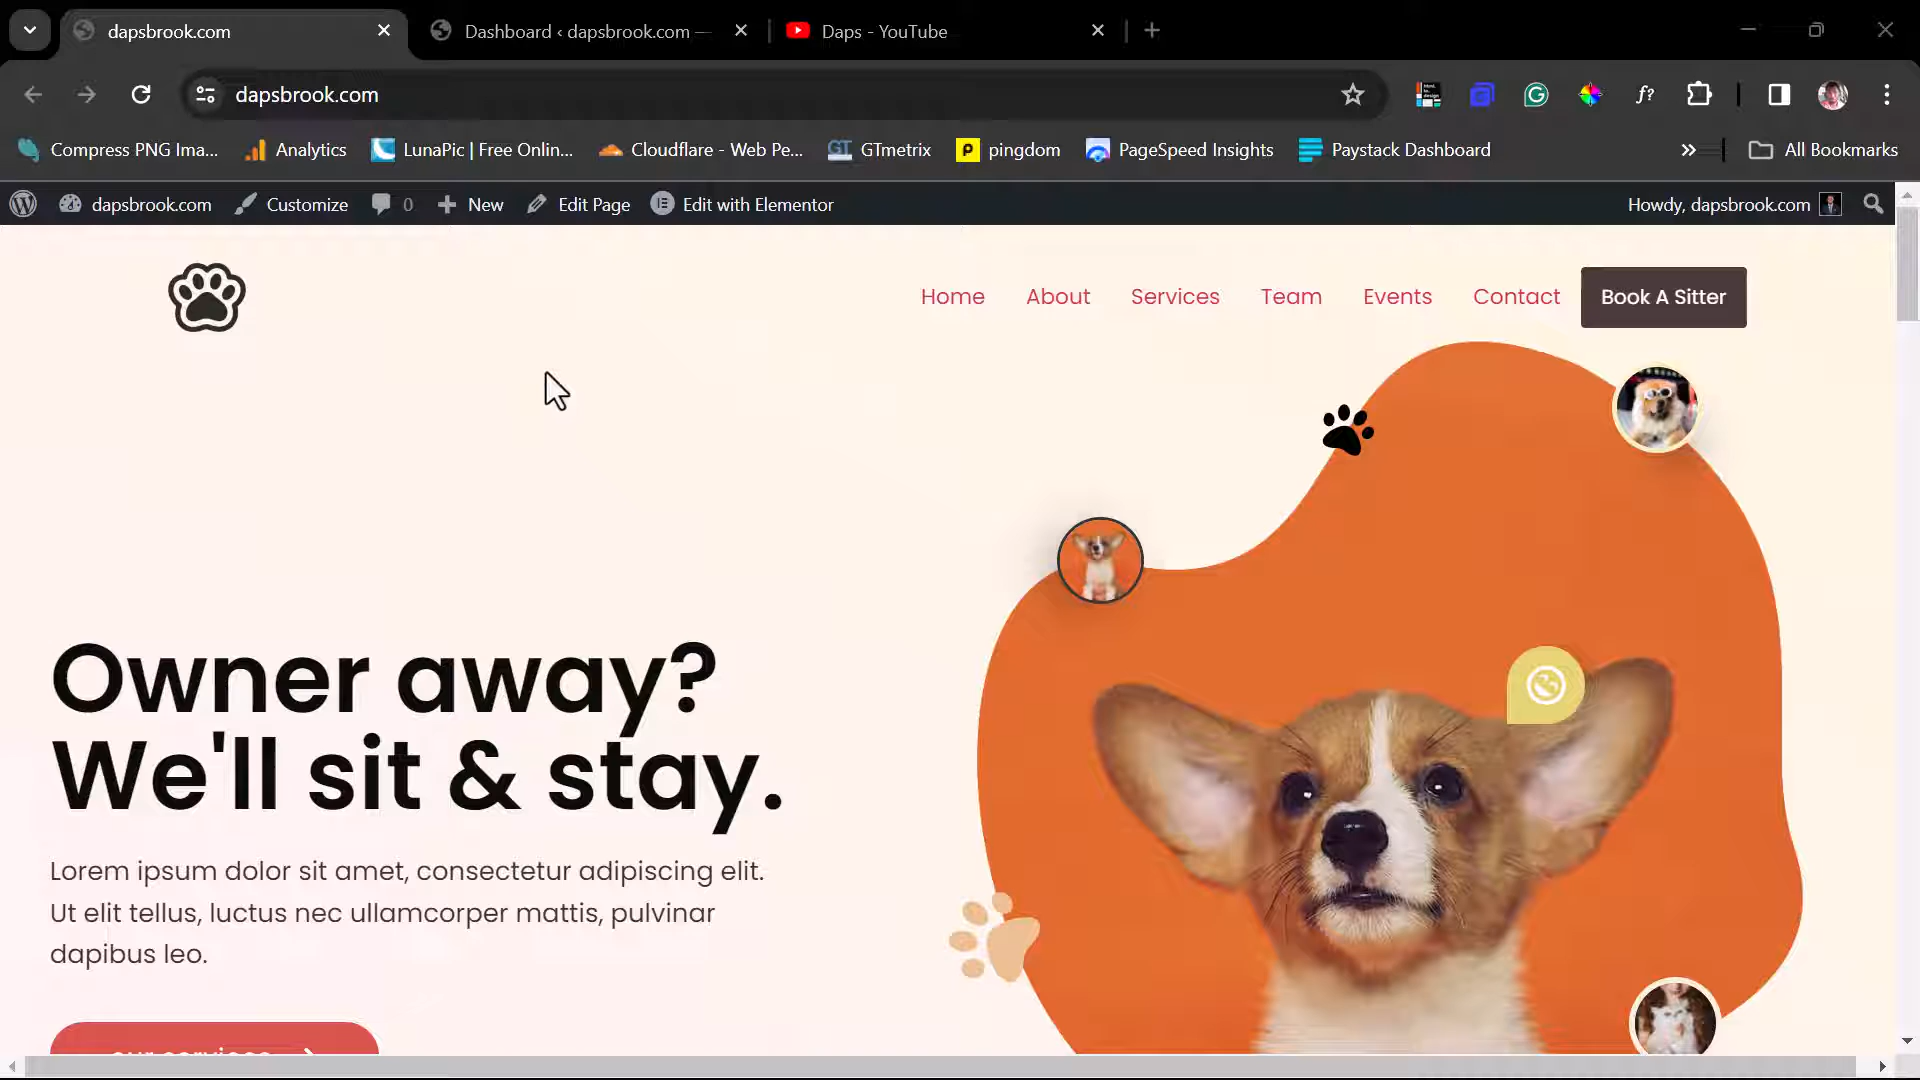 dapsbrook.com
Dashboard ‹ dapsbrook.com —
Daps - YouTube
dapsbrook.com
f?
Compress PNG Ima...
Analytics
LunaPic | Free Onlin...
Cloudflare - Web Pe...
GTmetrix
pingdom
PageSpeed Insights
Paystack Dashboard
»
All Bookmarks
dapsbrook.com
Customize
0
New
Edit Page
Edit with Elementor
Howdy, dapsbrook.com
Home
About
Services
Team
Events
Contact
Book A Sitter
Owner away?
We'll sit & stay.
Lorem ipsum dolor sit amet, consectetur adipiscing elit.
Ut elit tellus, luctus nec ullamcorper mattis, pulvinar
dapibus leo.
our services